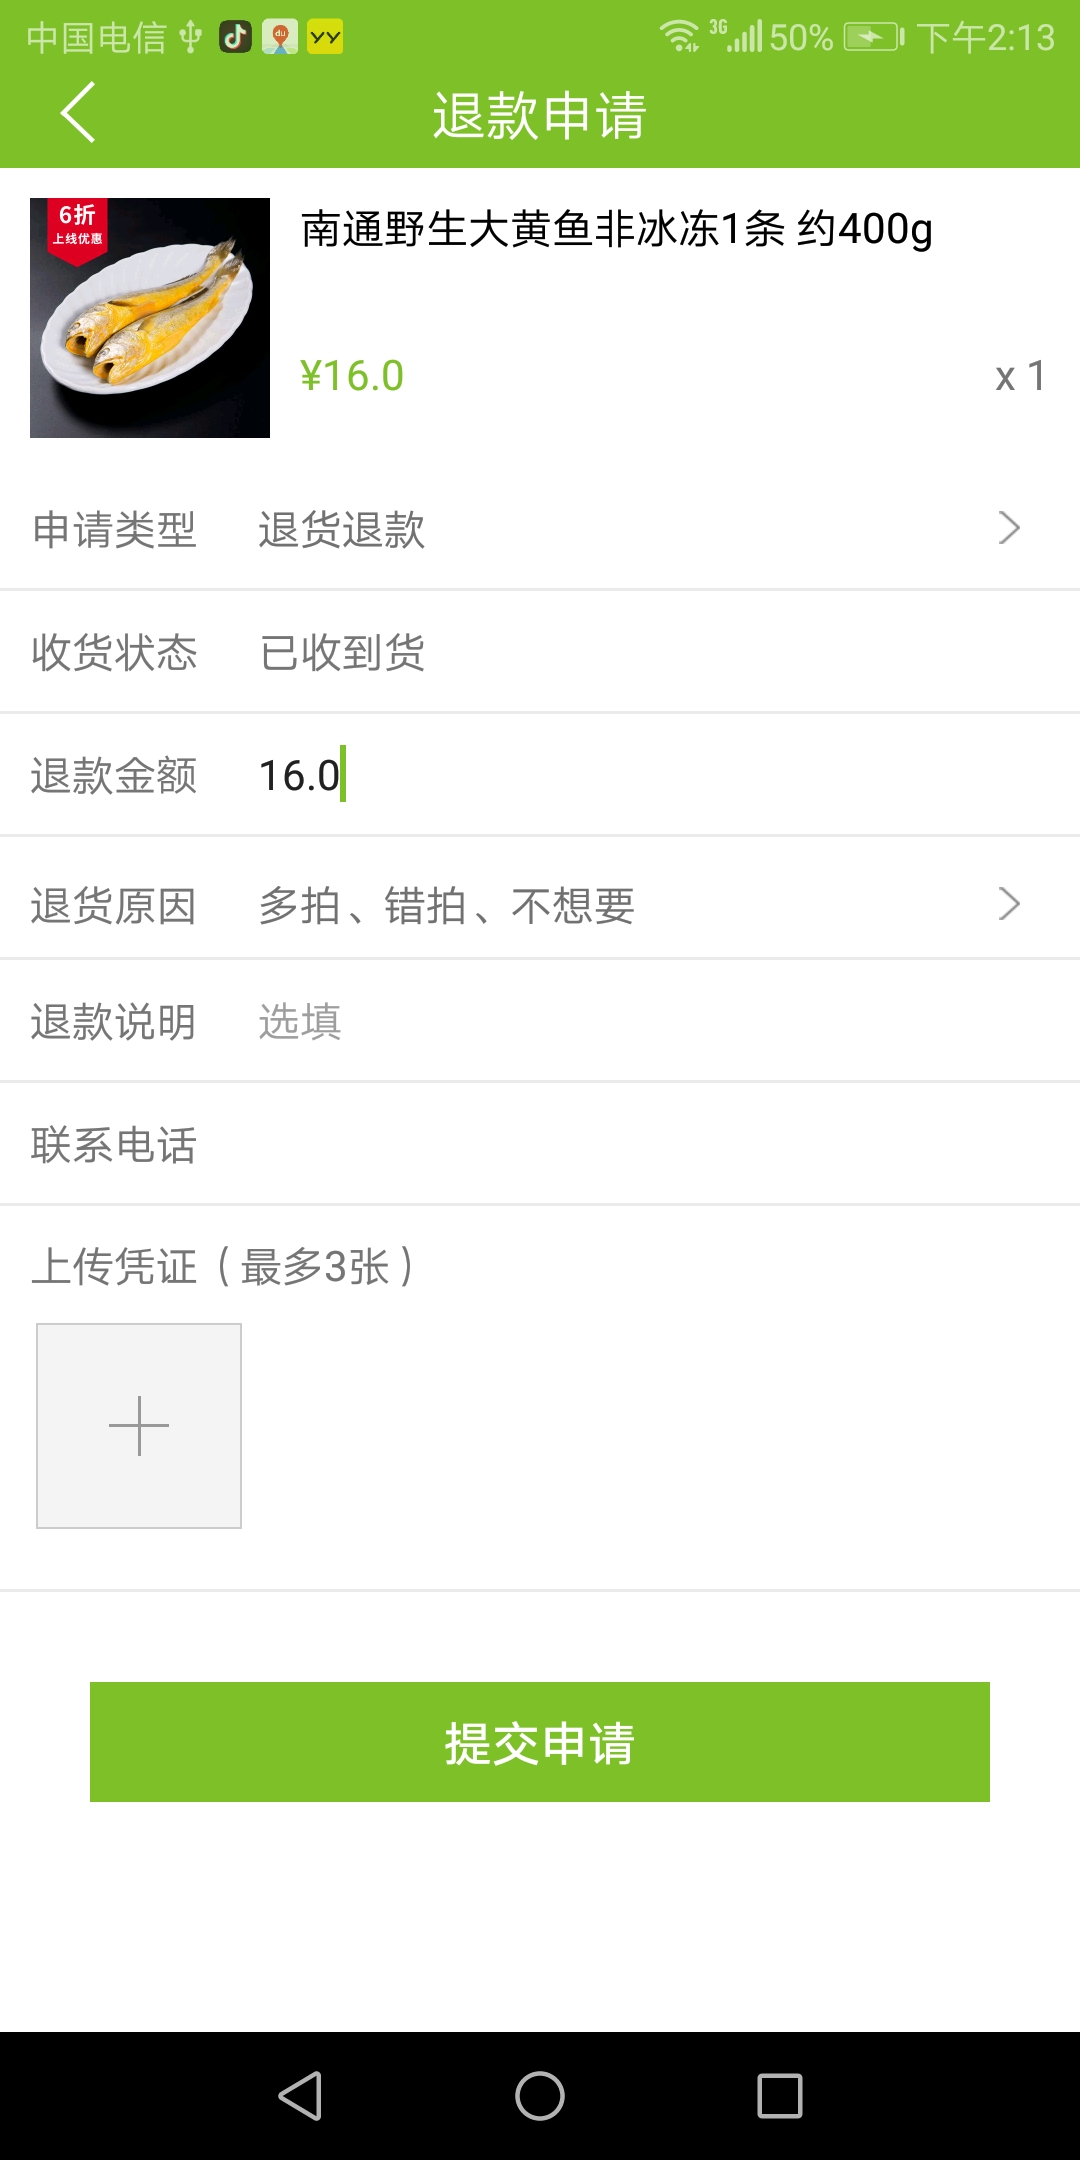 中国电信 3G 50% 下午2:13
退款申请
6折
上线优惠
南通野生大黄鱼非冰冻1条 约400g
¥16.0 x 1
申请类型 退货退款
收货状态 已收到货
退款金额 16.0
退货原因 多拍、错拍、不想要
退款说明 选填
联系电话
上传凭证（最多3张）
提交申请